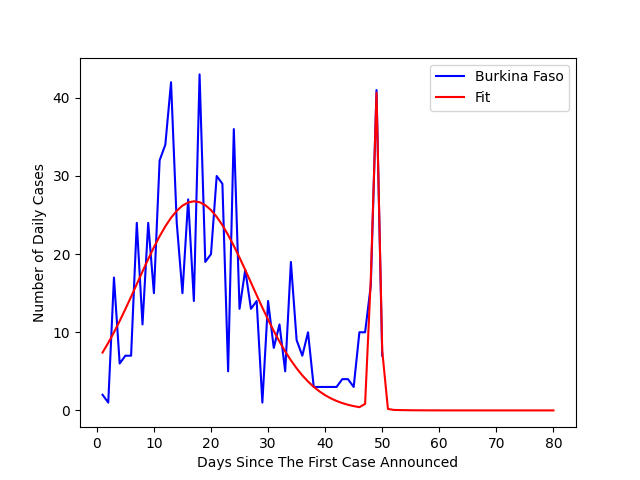 Burkina Faso
Fit
40
30
20
10
0
Number of Daily Cases
0 10 20 30 40 50 60 70 80
Days Since The First Case Announced